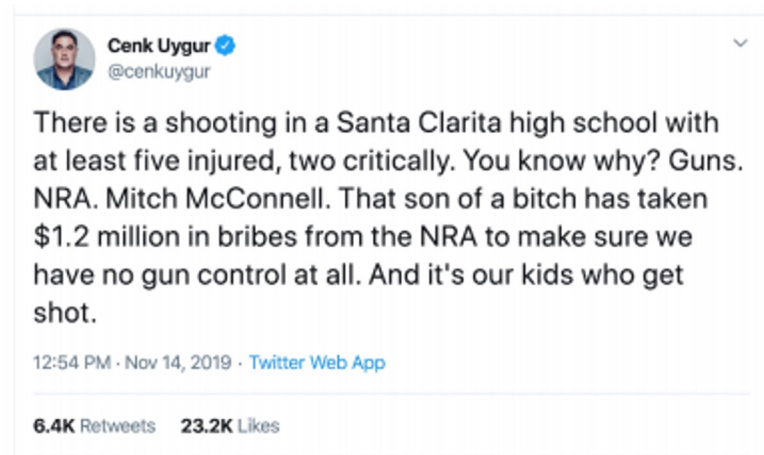 Cenk Uygur
@cenkuygur
There is a shooting in a Santa Clarita high school with
at least five injured, two critically. You know why? Guns.
NRA. Mitch McConnell. That son of a bitch has taken
$1.2 million in bribes from the NRA to make sure we
have no gun control at all. And it's our kids who get
shot.
12:54 PM · Nov 14, 2019 · Twitter Web App
6.4K Retweets 23.2K Likes